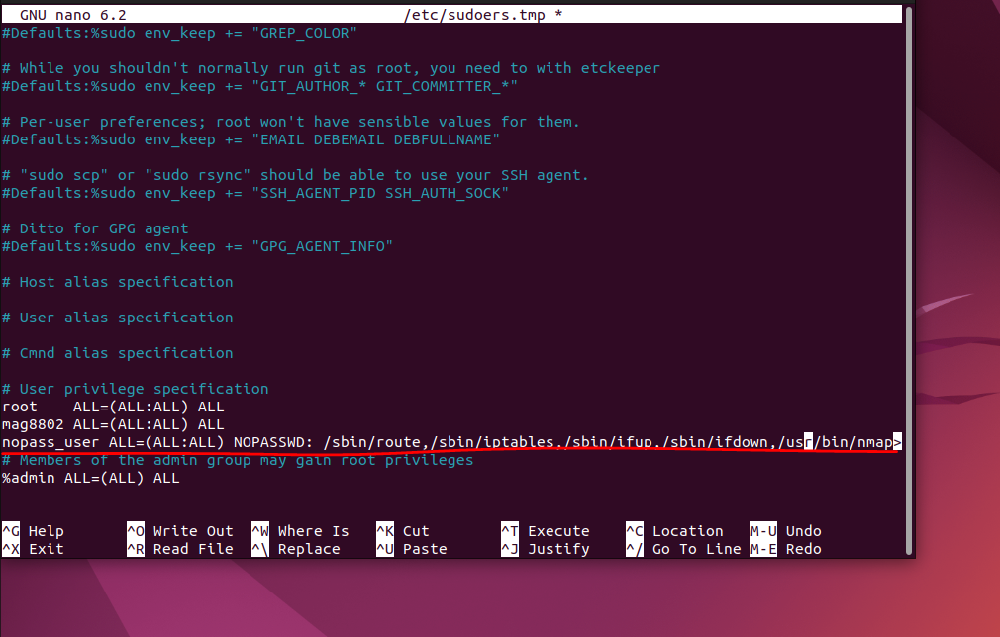 GNU nano 6.2 /etc/sudoers.tmp *
#Defaults:%sudo env_keep += "GREP_COLOR"
# While you shouldn't normally run git as root, you need to with etckeeper
#Defaults:%sudo env_keep += "GIT_AUTHOR_* GIT_COMMITTER_*"
# Per-user preferences; root won't have sensible values for them.
#Defaults:%sudo env_keep += "EMAIL DEBEMAIL DEBFULLNAME"
# "sudo scp" or "sudo rsync" should be able to use your SSH agent.
#Defaults:%sudo env_keep += "SSH_AGENT_PID SSH_AUTH_SOCK"
# Ditto for GPG agent
#Defaults:%sudo env_keep += "GPG_AGENT_INFO"
# Host alias specification
# User alias specification
# Cmnd alias specification
# User privilege specification
root    ALL=(ALL:ALL) ALL
mag8802 ALL=(ALL:ALL) ALL
nopass_user ALL=(ALL:ALL) NOPASSWD: /sbin/route,/sbin/iptables,/sbin/ifup,/sbin/ifdown,/usr/bin/nmap>
# Members of the admin group may gain root privileges
%admin ALL=(ALL) ALL
^G Help ^O Write Out ^W Where Is ^K Cut ^T Execute ^C Location M-U Undo
^X Exit ^R Read File ^\ Replace ^U Paste ^J Justify ^/ Go To Line M-E Redo